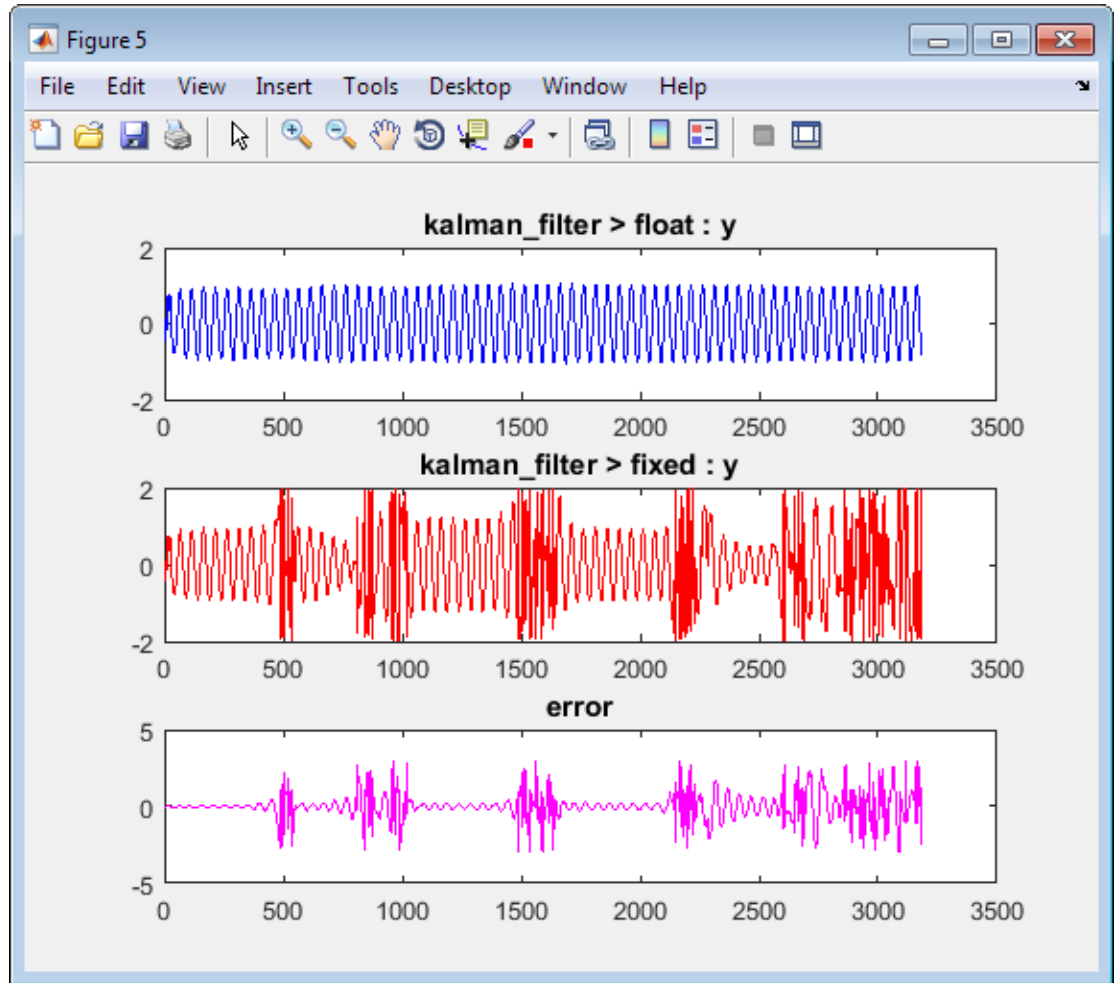 Figure 5
File Edit View Insert Tools Desktop Window Help
kalman_filter > float : y
2
0
-2
0 500 1000 1500 2000 2500 3000 3500
kalman_filter > fixed : y
2
0
-2
0 500 1000 1500 2000 2500 3000 3500
error
5
0
-5
0 500 1000 1500 2000 2500 3000 3500